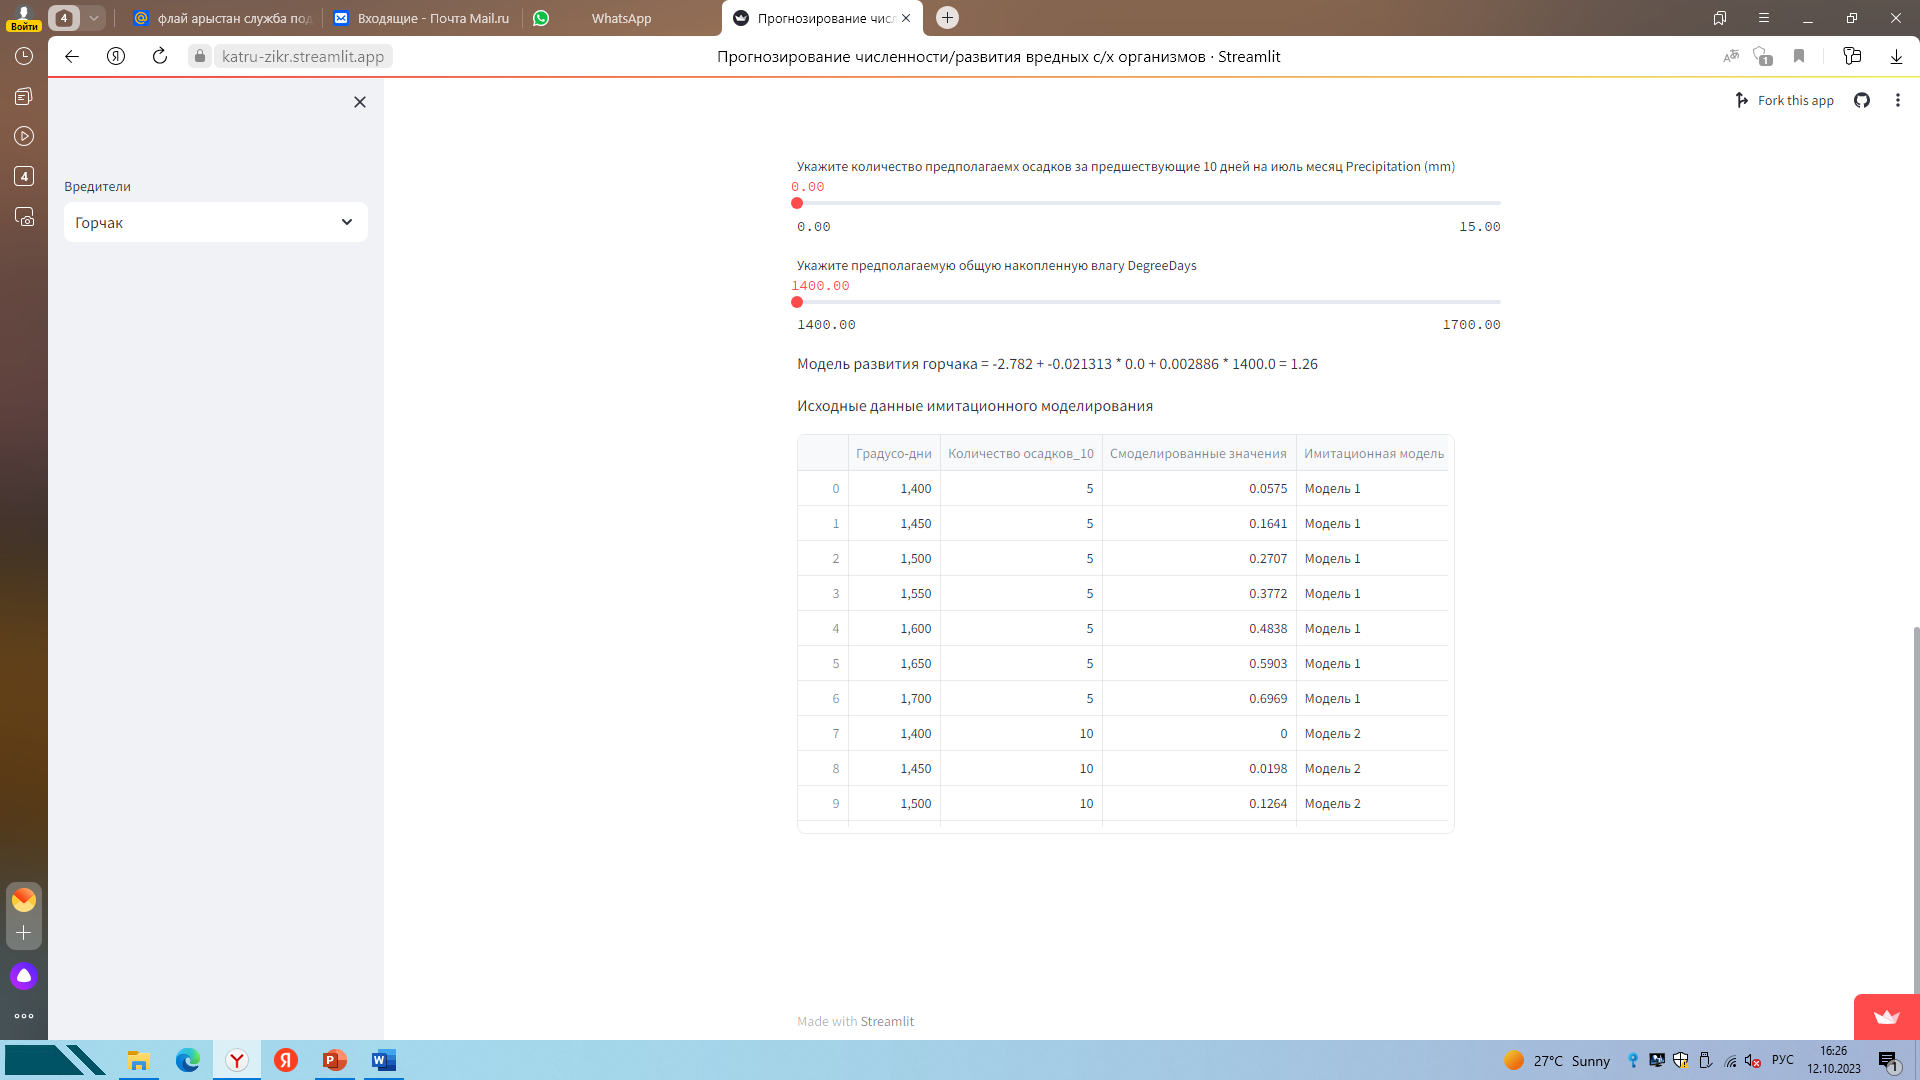 Войти
4
флай арыстан служба под
Входящие - Почта Mail.ru
WhatsApp
Прогнозирование числ
katru-zikr.streamlit.app
Прогнозирование численности/развития вредных с/х организмов · Streamlit
1
4
Fork this app
Вредители
Горчак
Укажите количество предполагаемх осадков за предшествующие 10 дней на июль месяц Precipitation (mm)
0.00
0.00 15.00
Укажите предполагаемую общую накопленную влагу DegreeDays
1400.00
1400.00 1700.00
Модель развития горчака = -2.782 + -0.021313 * 0.0 + 0.002886 * 1400.0 = 1.26
Исходные данные имитационного моделирования
Градусо-дни Количество осадков_10 Смоделированные значения Имитационная модель
0 1,400 5 0.0575 Модель 1
1 1,450 5 0.1641 Модель 1
2 1,500 5 0.2707 Модель 1
3 1,550 5 0.3772 Модель 1
4 1,600 5 0.4838 Модель 1
5 1,650 5 0.5903 Модель 1
6 1,700 5 0.6969 Модель 1
7 1,400 10 0 Модель 2
8 1,450 10 0.0198 Модель 2
9 1,500 10 0.1264 Модель 2
Made with Streamlit
27°C Sunny
РУС
16:26
12.10.2023
1